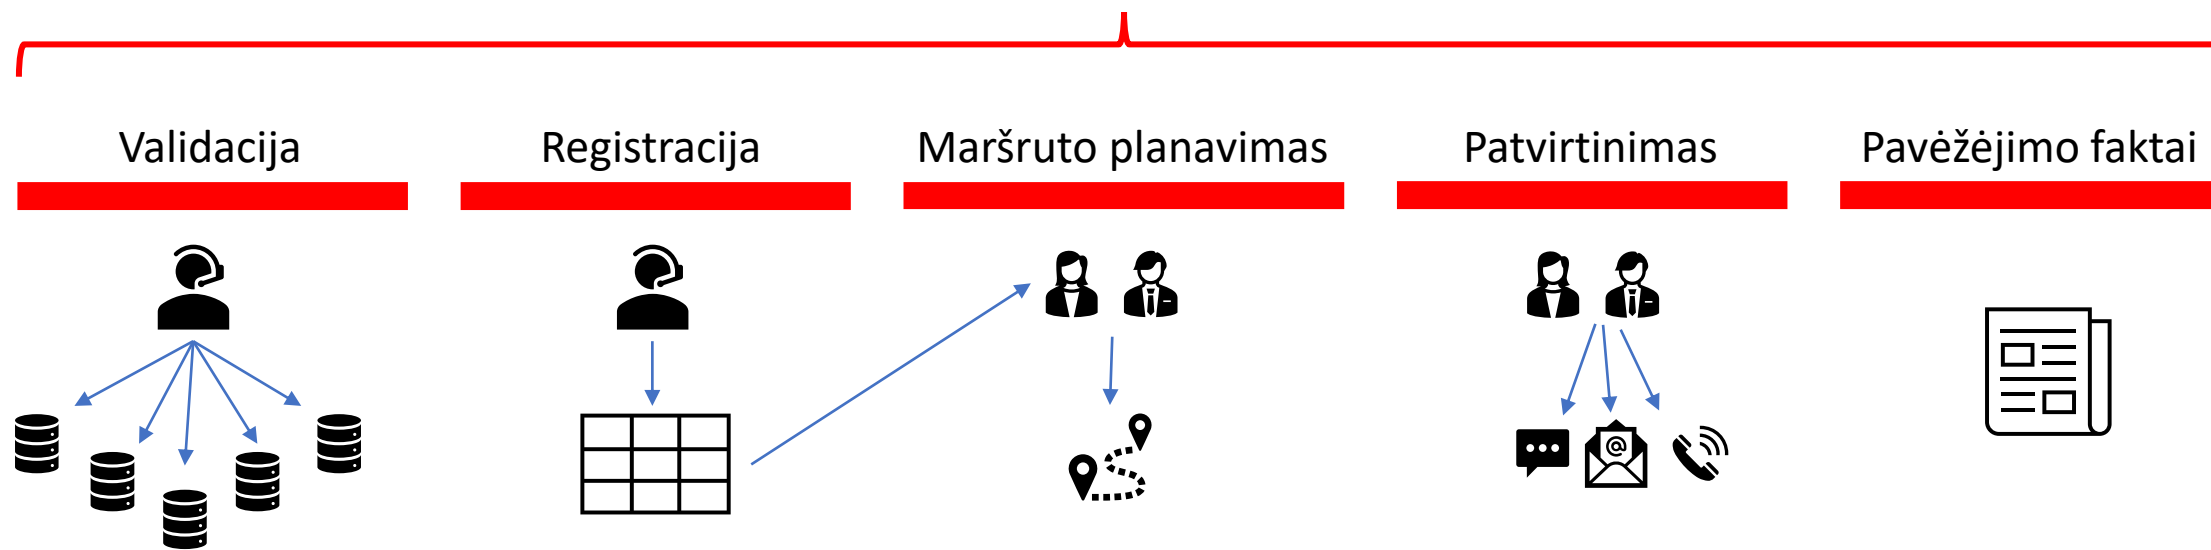 Validacija
Registracija
Maršruto planavimas
Patvirtinimas
Pavėžėjimo faktai
@